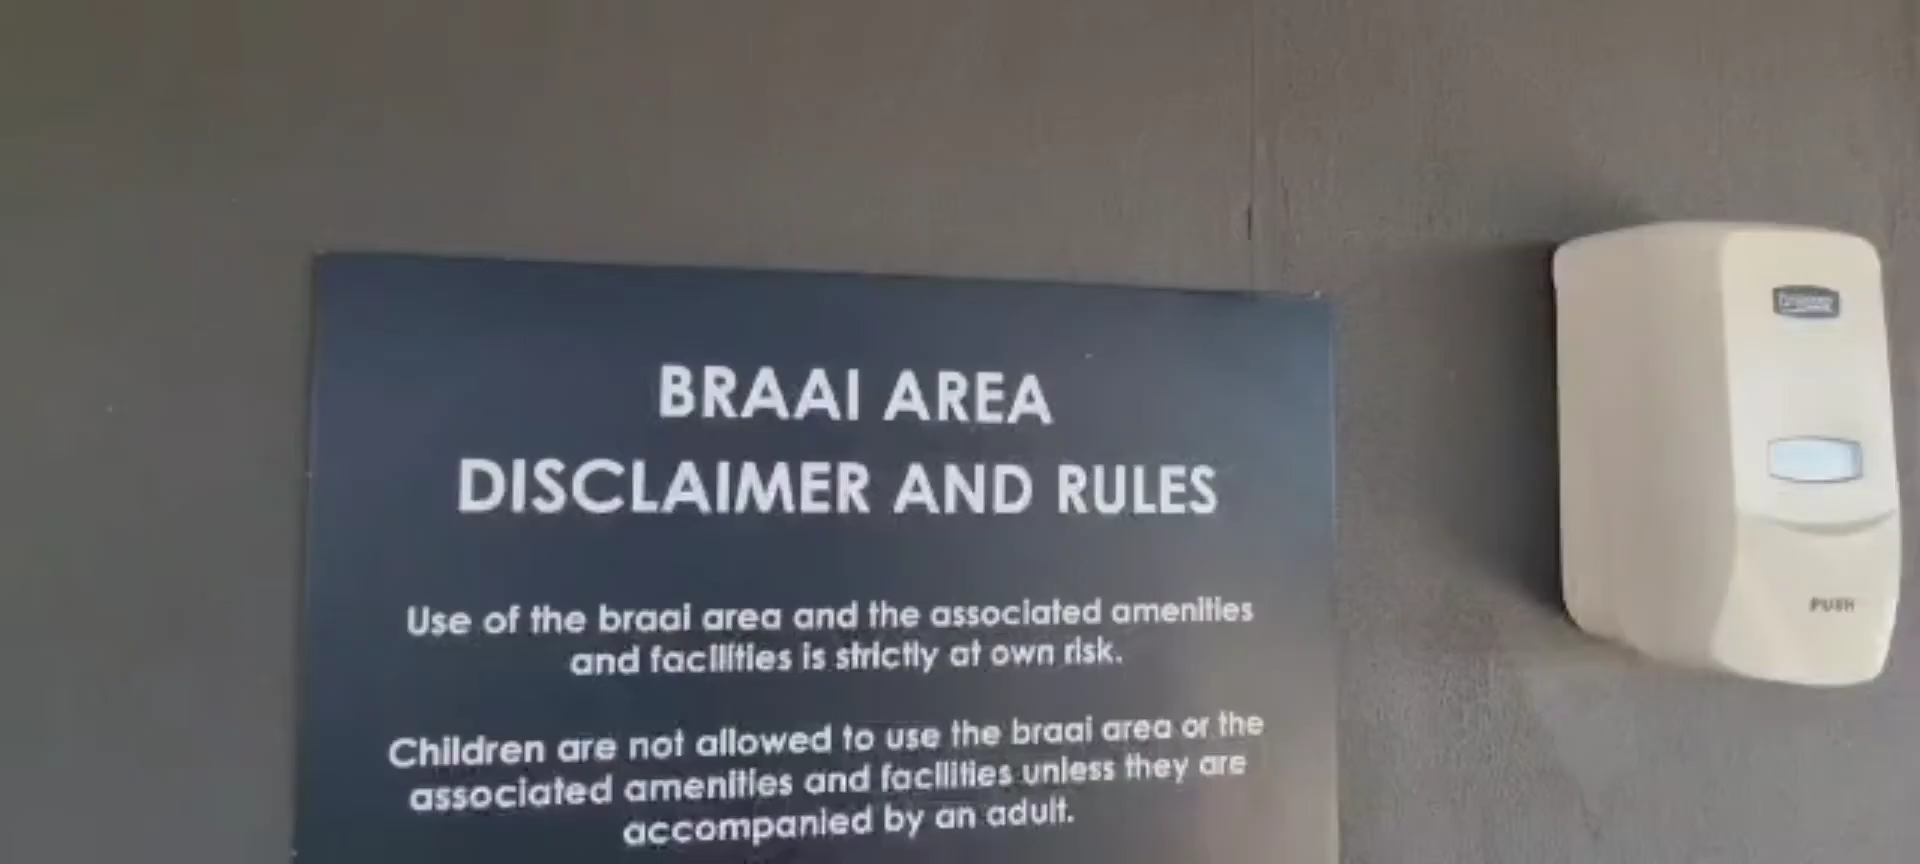 BRAAI AREA
DISCLAIMER AND RULES
Use of the braai area and the associated amenities
and facilities is strictly at own risk.
Children are not allowed to use the braai area or the
associated amenities and facilities unless they are
accompanied by an adult.
PUSH